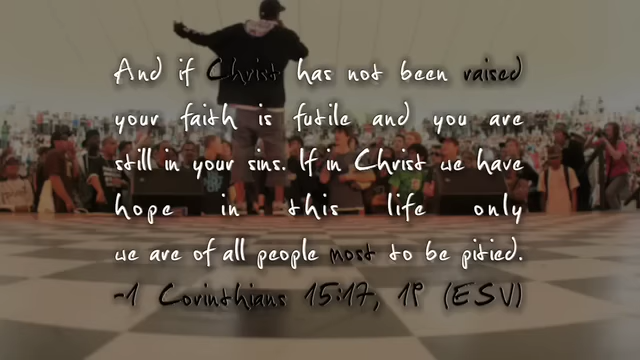 And if Christ has not been raised
your faith is futile and you are
still in your sins. If in Christ we have
hope in this life only
we are of all people most to be pitied.
-1 Corinthians 15:17, 19 (ESV)